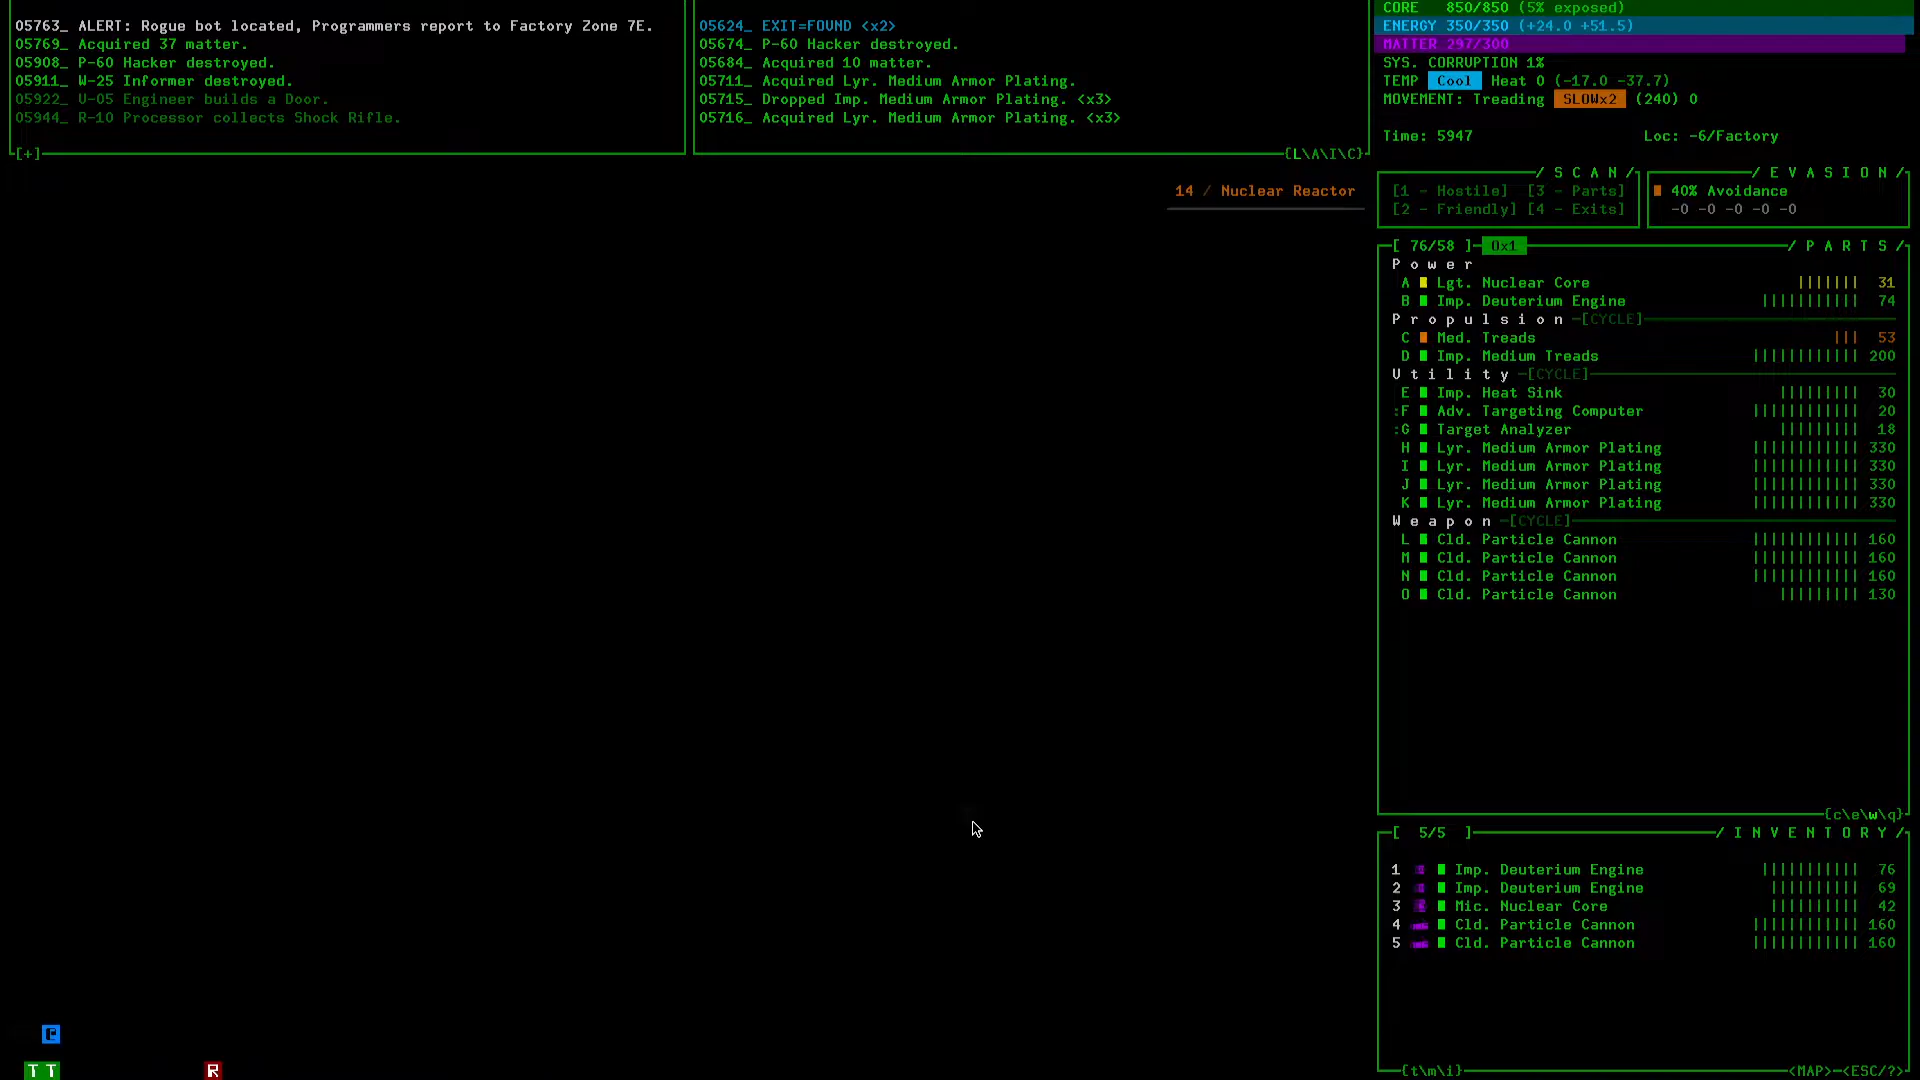 05763_ ALERT: Rogue bot located, Programmers report to Factory Zone 7E.
05769_ Acquired 37 matter.
05908_ P-60 Hacker destroyed.
05911_ W-25 Informer destroyed.
05922_ U-05 Engineer builds a Door.
05944_ R-10 Processor collects Shock Rifle.
[+]
05624_ EXIT=FOUND <x2>
05674_ P-60 Hacker destroyed.
05684_ Acquired 10 matter.
05711_ Acquired Lyr. Medium Armor Plating.
05715_ Dropped Imp. Medium Armor Plating. <x3>
05716_ Acquired Lyr. Medium Armor Plating. <x3>
{L\A\I\C}
CORE 850/850 (5% exposed)
ENERGY 350/350 (+24.0 +51.5)
MATTER 297/300
SYS. CORRUPTION 1%
TEMP Cool Heat 0 (-17.0 -37.7)
MOVEMENT: Treading SLOWx2 (240) 0
Time: 5947 Loc: -6/Factory
14 / Nuclear Reactor
/ S C A N /
[1 - Hostile] [3 - Parts]
[2 - Friendly] [4 - Exits]
/ E V A S I O N /
40% Avoidance
-0 -0 -0 -0 -0
[ 76/58 ] 0x1 / P A R T S /
P o w e r
A Lgt. Nuclear Core 31
B Imp. Deuterium Engine 74
P r o p u l s i o n [CYCLE]
C Med. Treads 53
D Imp. Medium Treads 200
U t i l i t y [CYCLE]
E Imp. Heat Sink 30
:F Adv. Targeting Computer 20
:G Target Analyzer 18
H Lyr. Medium Armor Plating 330
I Lyr. Medium Armor Plating 330
J Lyr. Medium Armor Plating 330
K Lyr. Medium Armor Plating 330
W e a p o n [CYCLE]
L Cld. Particle Cannon 160
M Cld. Particle Cannon 160
N Cld. Particle Cannon 160
O Cld. Particle Cannon 130
{c\e\w\q}
[ 5/5 ] / I N V E N T O R Y /
1 Imp. Deuterium Engine 76
2 Imp. Deuterium Engine 69
3 Mic. Nuclear Core 42
4 Cld. Particle Cannon 160
5 Cld. Particle Cannon 160
{t\m\i} <MAP> <ESC/?>
T T R